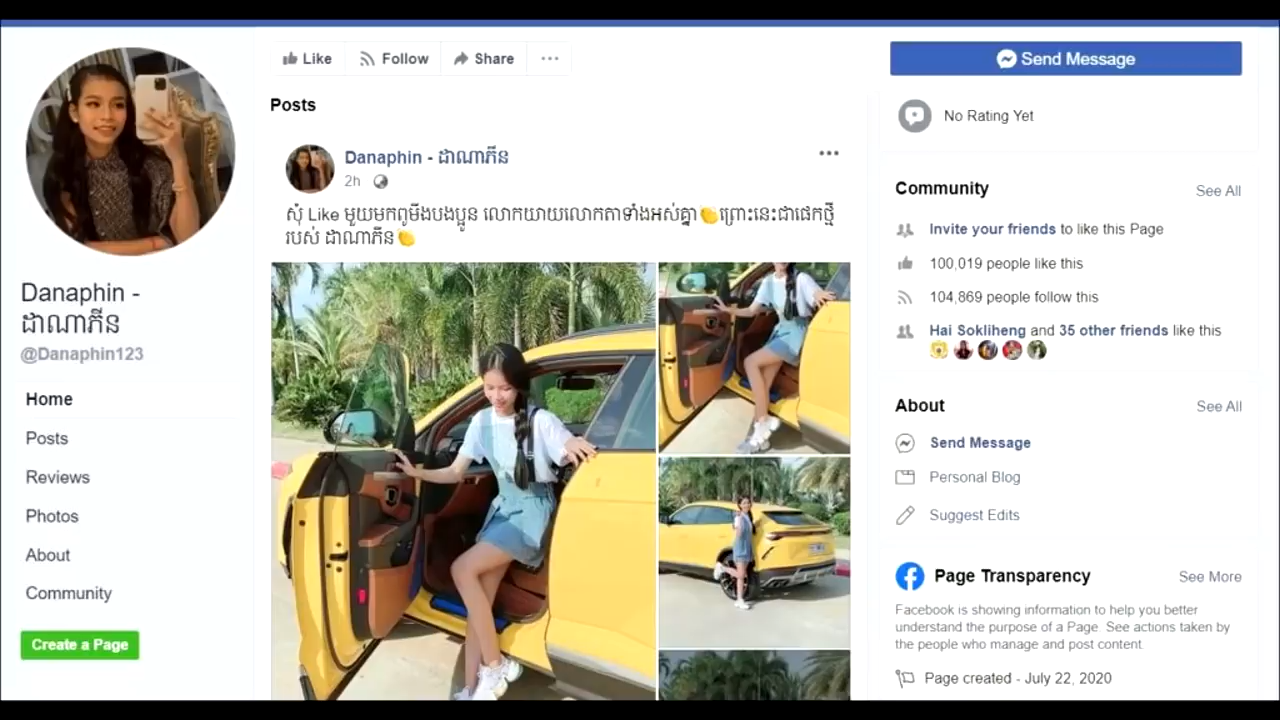 Like
Follow
Share
Send Message
No Rating Yet
Posts
Danaphin - ដាណាភីន
2h
សុំ Like មួយមកពូមីងបងប្អូន លោកយាយលោកតាទាំងអស់គ្នា👏ព្រោះនេះជាផេកថ្មី
របស់ ដាណាភីន👏
Danaphin -
ដាណាភីន
@Danaphin123
Home
Posts
Reviews
Photos
About
Community
Create a Page
Community
See All
Invite your friends to like this Page
100,019 people like this
104,869 people follow this
Hai Sokliheng and 35 other friends like this
About
See All
Send Message
Personal Blog
Suggest Edits
Page Transparency
See More
Facebook is showing information to help you better
understand the purpose of a Page. See actions taken by
the people who manage and post content.
Page created - July 22, 2020